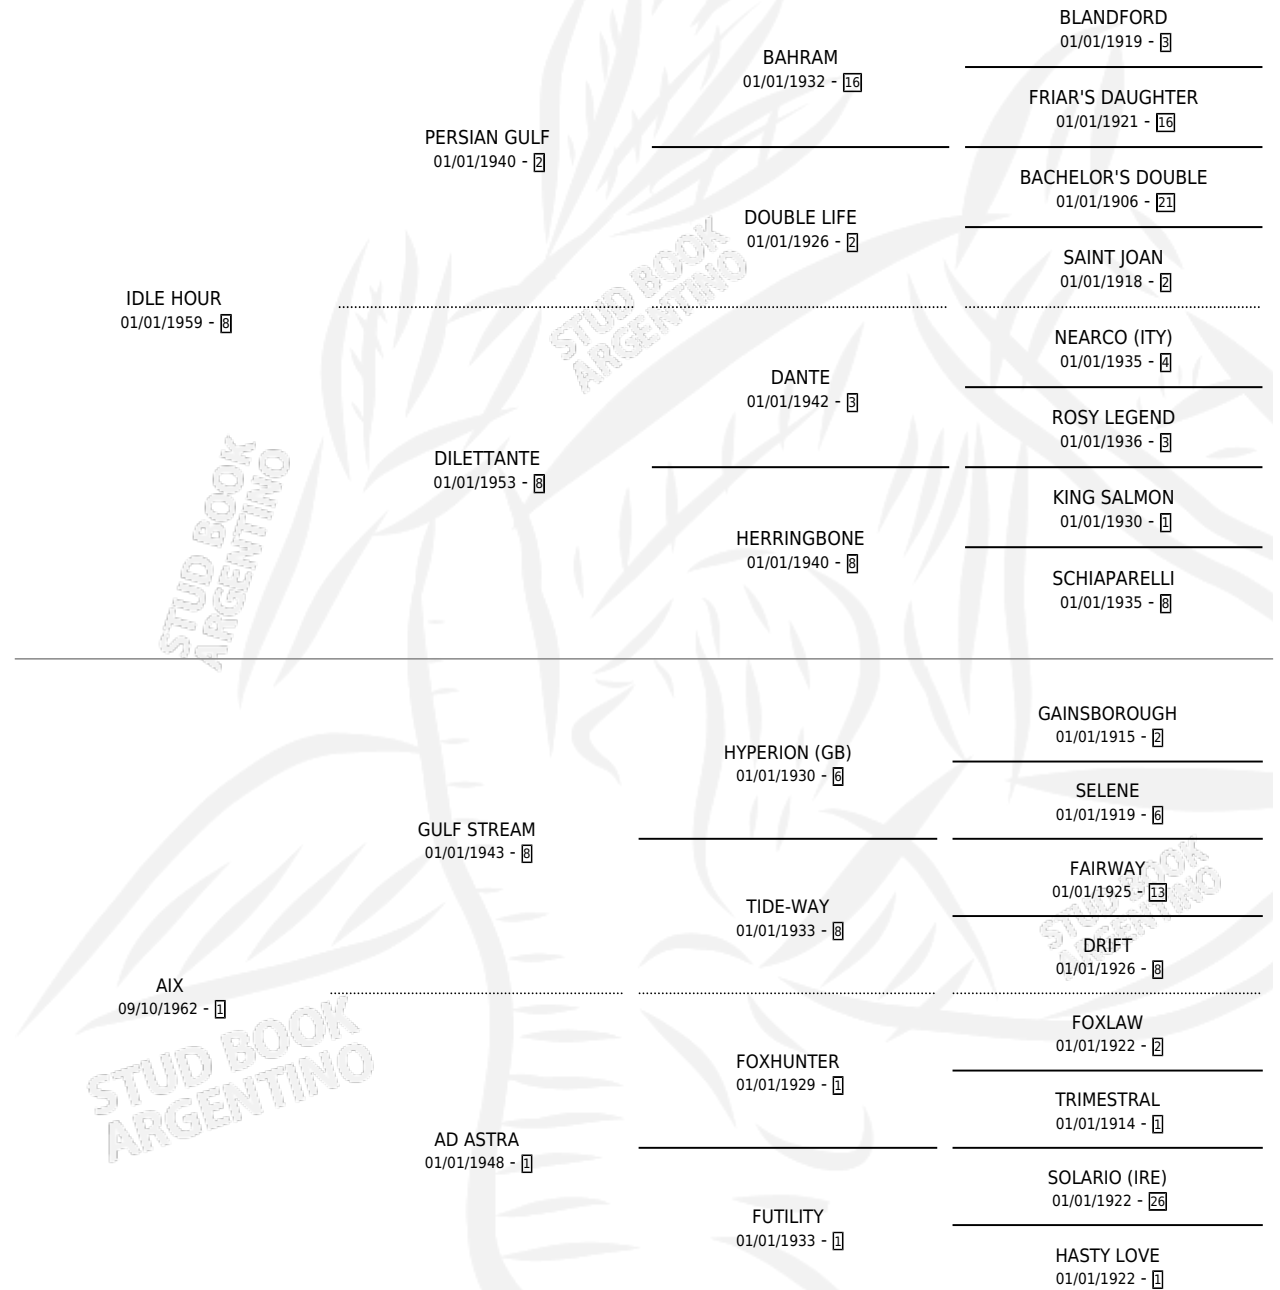 BLANDFORD
01/01/1919 - 3
BAHRAM
01/01/1932 - 16
FRIAR'S DAUGHTER
01/01/1921 - 16
PERSIAN GULF
01/01/1940 - 2
BACHELOR'S DOUBLE
01/01/1906 - 21
DOUBLE LIFE
01/01/1926 - 2
SAINT JOAN
01/01/1918 - 2
IDLE HOUR
01/01/1959 - 8
STUD BOOK
ARGENTINO
NEARCO (ITY)
01/01/1935 - 4
DANTE
01/01/1942 - 3
ROSY LEGEND
01/01/1936 - 3
DILETTANTE
01/01/1953 - 8
KING SALMON
01/01/1930 - 1
HERRINGBONE
01/01/1940 - 8
SCHIAPARELLI
01/01/1935 - 8
STUD BOOK
ARGENTINO
GAINSBOROUGH
01/01/1915 - 2
HYPERION (GB)
01/01/1930 - 6
SELENE
01/01/1919 - 6
GULF STREAM
01/01/1943 - 8
FAIRWAY
01/01/1925 - 13
TIDE-WAY
01/01/1933 - 8
DRIFT
01/01/1926 - 8
STUD BOOK
ARGENTINO
AIX
09/10/1962 - 1
STUD BOOK
ARGENTINO
FOXLAW
01/01/1922 - 2
FOXHUNTER
01/01/1929 - 1
TRIMESTRAL
01/01/1914 - 1
AD ASTRA
01/01/1948 - 1
SOLARIO (IRE)
01/01/1922 - 26
FUTILITY
01/01/1933 - 1
HASTY LOVE
01/01/1922 - 1